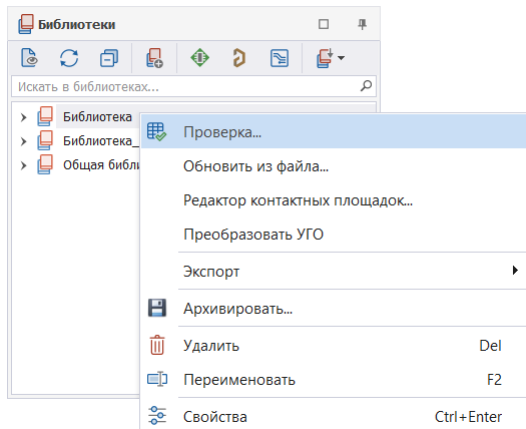 Библиотеки
Искать в библиотеках...
Библиотека
Библиотека_
Общая библи
Проверка...
Обновить из файла...
Редактор контактных площадок...
Преобразовать УГО
Экспорт
Архивировать...
Удалить Del
Переименовать F2
Свойства Ctrl+Enter